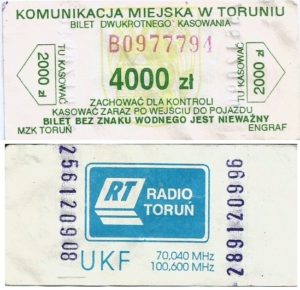 KOMUNIKACJA MIEJSKA W TORUNIU
BILET DWUKROTNEGO KASOWANIA
B0977794
TU KASOWAĆ
2000 zł
4000 zł
TU KASOWAĆ
2000 zł
ZACHOWAĆ DLA KONTROLI
KASOWAĆ ZARAZ PO WEJŚCIU DO POJAZDU
BILET BEZ ZNAKU WODNEGO JEST NIEWAŻNY
MZK TORUŃ
ENGRAF
256120908
RT
RADIO
TORUŃ
UKF
70,040 MHz
100,600 MHz